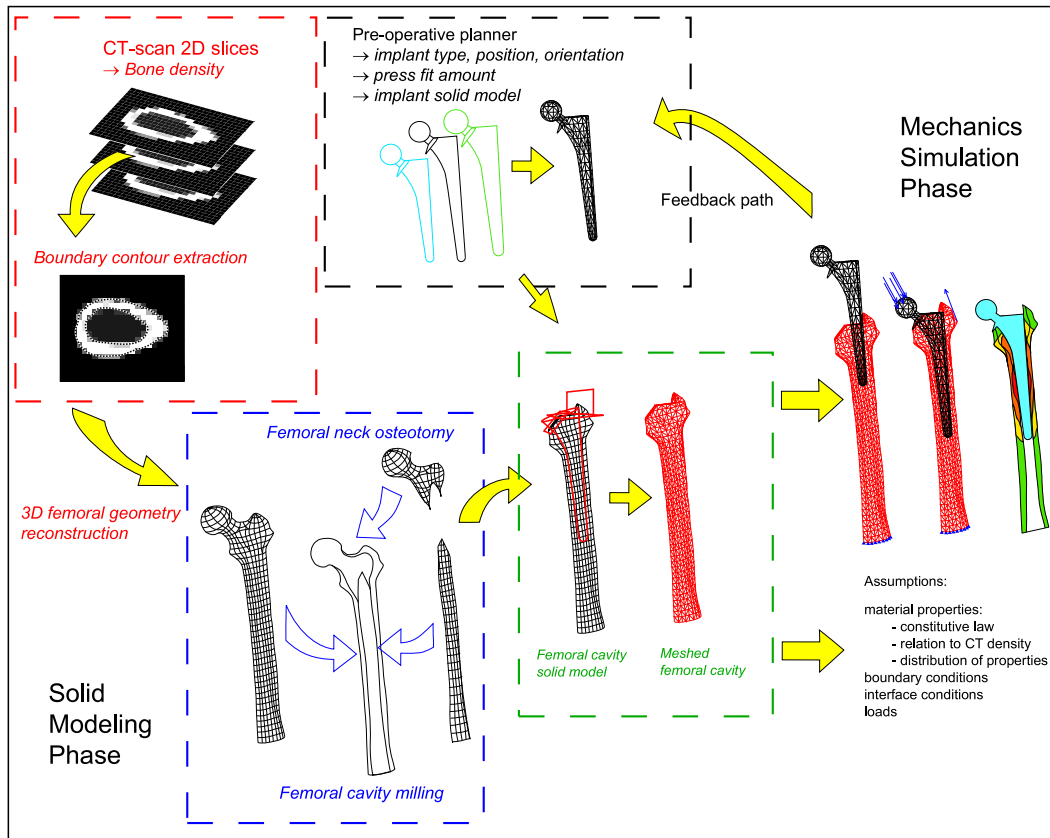 CT-scan 2D slices
→ Bone density
Boundary contour extraction
Pre-operative planner
→ implant type, position, orientation
→ press fit amount
→ implant solid model
Feedback path
Mechanics
Simulation
Phase
3D femoral geometry
reconstruction
Femoral neck osteotomy
Femoral cavity milling
Solid
Modeling
Phase
Femoral cavity
solid model
Meshed
femoral cavity
Assumptions:
material properties:
- constitutive law
- relation to CT density
- distribution of properties
boundary conditions
interface conditions
loads